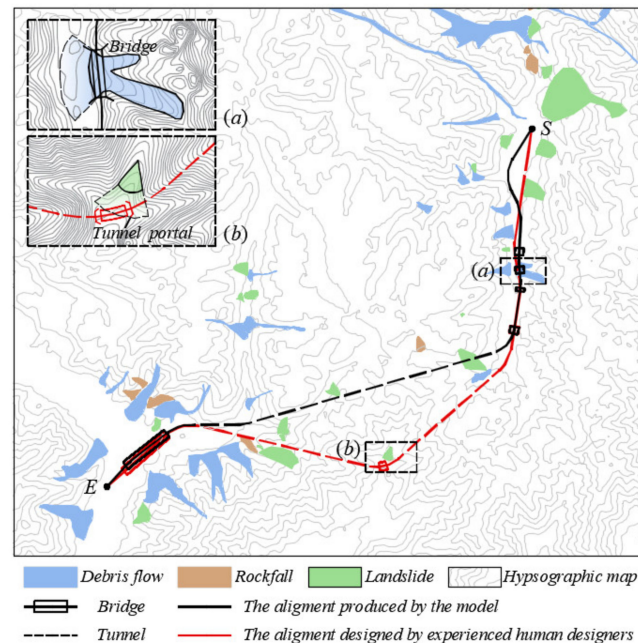 Bridge
(a)
Tunnel portal
(b)
S
(a)
(b)
E
Debris flow Rockfall Landslide Hypsographic map
Bridge The aligment produced by the model
Tunnel The aligment designed by experienced human designers